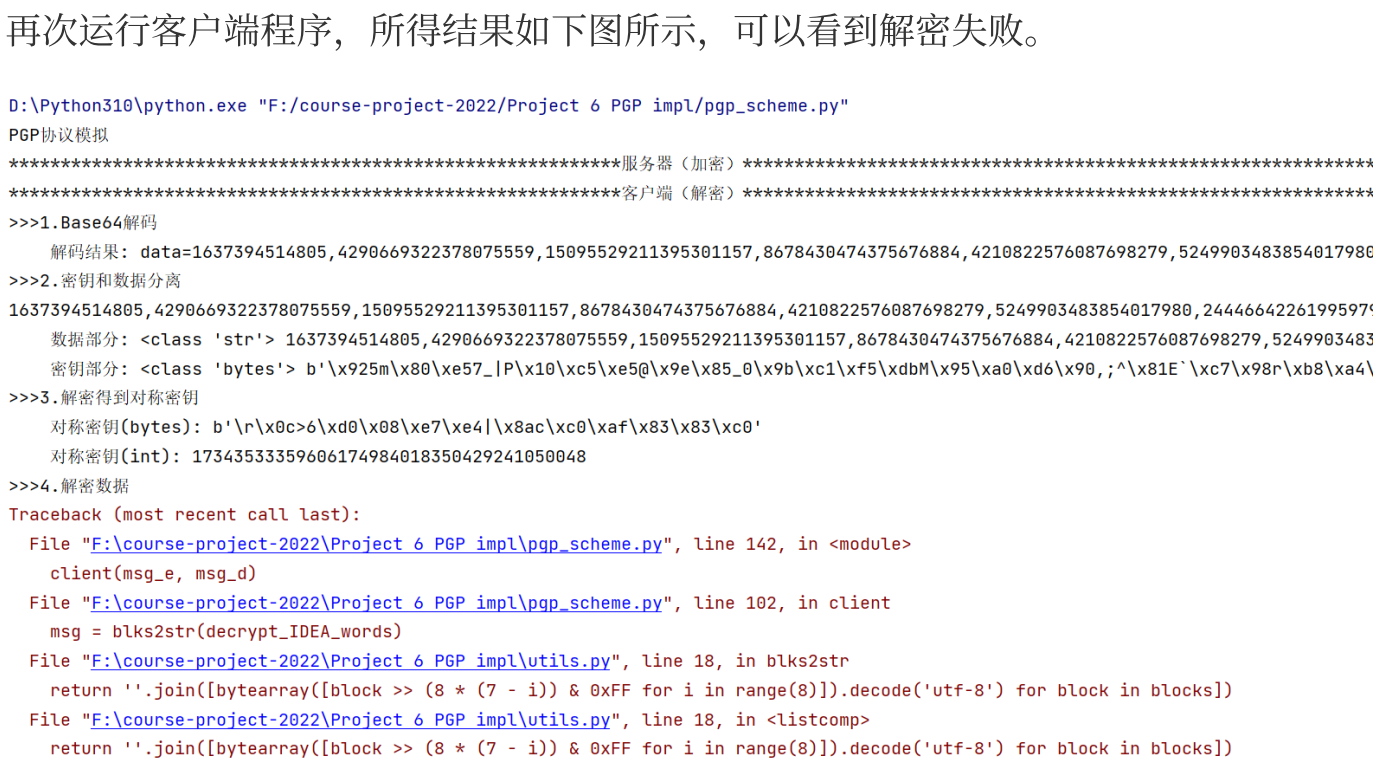 再次运行客户端程序，所得结果如下图所示，可以看到解密失败。
D:\Python310\python.exe "F:/course-project-2022/Project 6 PGP impl/pgp_scheme.py"
PGP协议模拟
***********************************************************服务器（加密）*************************************************************
***********************************************************客户端（解密）*************************************************************
>>>1.Base64解码
解码结果: data=1637394514805,4290669322378075559,15095529211395301157,8678430474375676884,4210822576087698279,5249903483854017980
>>>2.密钥和数据分离
1637394514805,4290669322378075559,15095529211395301157,8678430474375676884,4210822576087698279,5249903483854017980,24446642261995979
数据部分: <class 'str'> 1637394514805,4290669322378075559,15095529211395301157,8678430474375676884,4210822576087698279,524990348
密钥部分: <class 'bytes'> b'\x925m\x80\xe57_|P\x10\xc5\xe5@\x9e\x85_0\x9b\xc1\xf5\xdbM\x95\xa0\xd6\x90,;^\x81E`\xc7\x98r\xb8\xa4\
>>>3.解密得到对称密钥
对称密钥(bytes): b'\r\x0c>6\xd0\x08\xe7\xe4|\x8ac\xc0\xaf\x83\x83\xc0'
对称密钥(int): 17343533359606174984018350429241050048
>>>4.解密数据
Traceback (most recent call last):
File "F:\course-project-2022\Project 6 PGP impl\pgp_scheme.py", line 142, in <module>
client(msg_e, msg_d)
File "F:\course-project-2022\Project 6 PGP impl\pgp_scheme.py", line 102, in client
msg = blks2str(decrypt_IDEA_words)
File "F:\course-project-2022\Project 6 PGP impl\utils.py", line 18, in blks2str
return ''.join([bytearray([block >> (8 * (7 - i)) & 0xFF for i in range(8)]).decode('utf-8') for block in blocks])
File "F:\course-project-2022\Project 6 PGP impl\utils.py", line 18, in <listcomp>
return ''.join([bytearray([block >> (8 * (7 - i)) & 0xFF for i in range(8)]).decode('utf-8') for block in blocks])